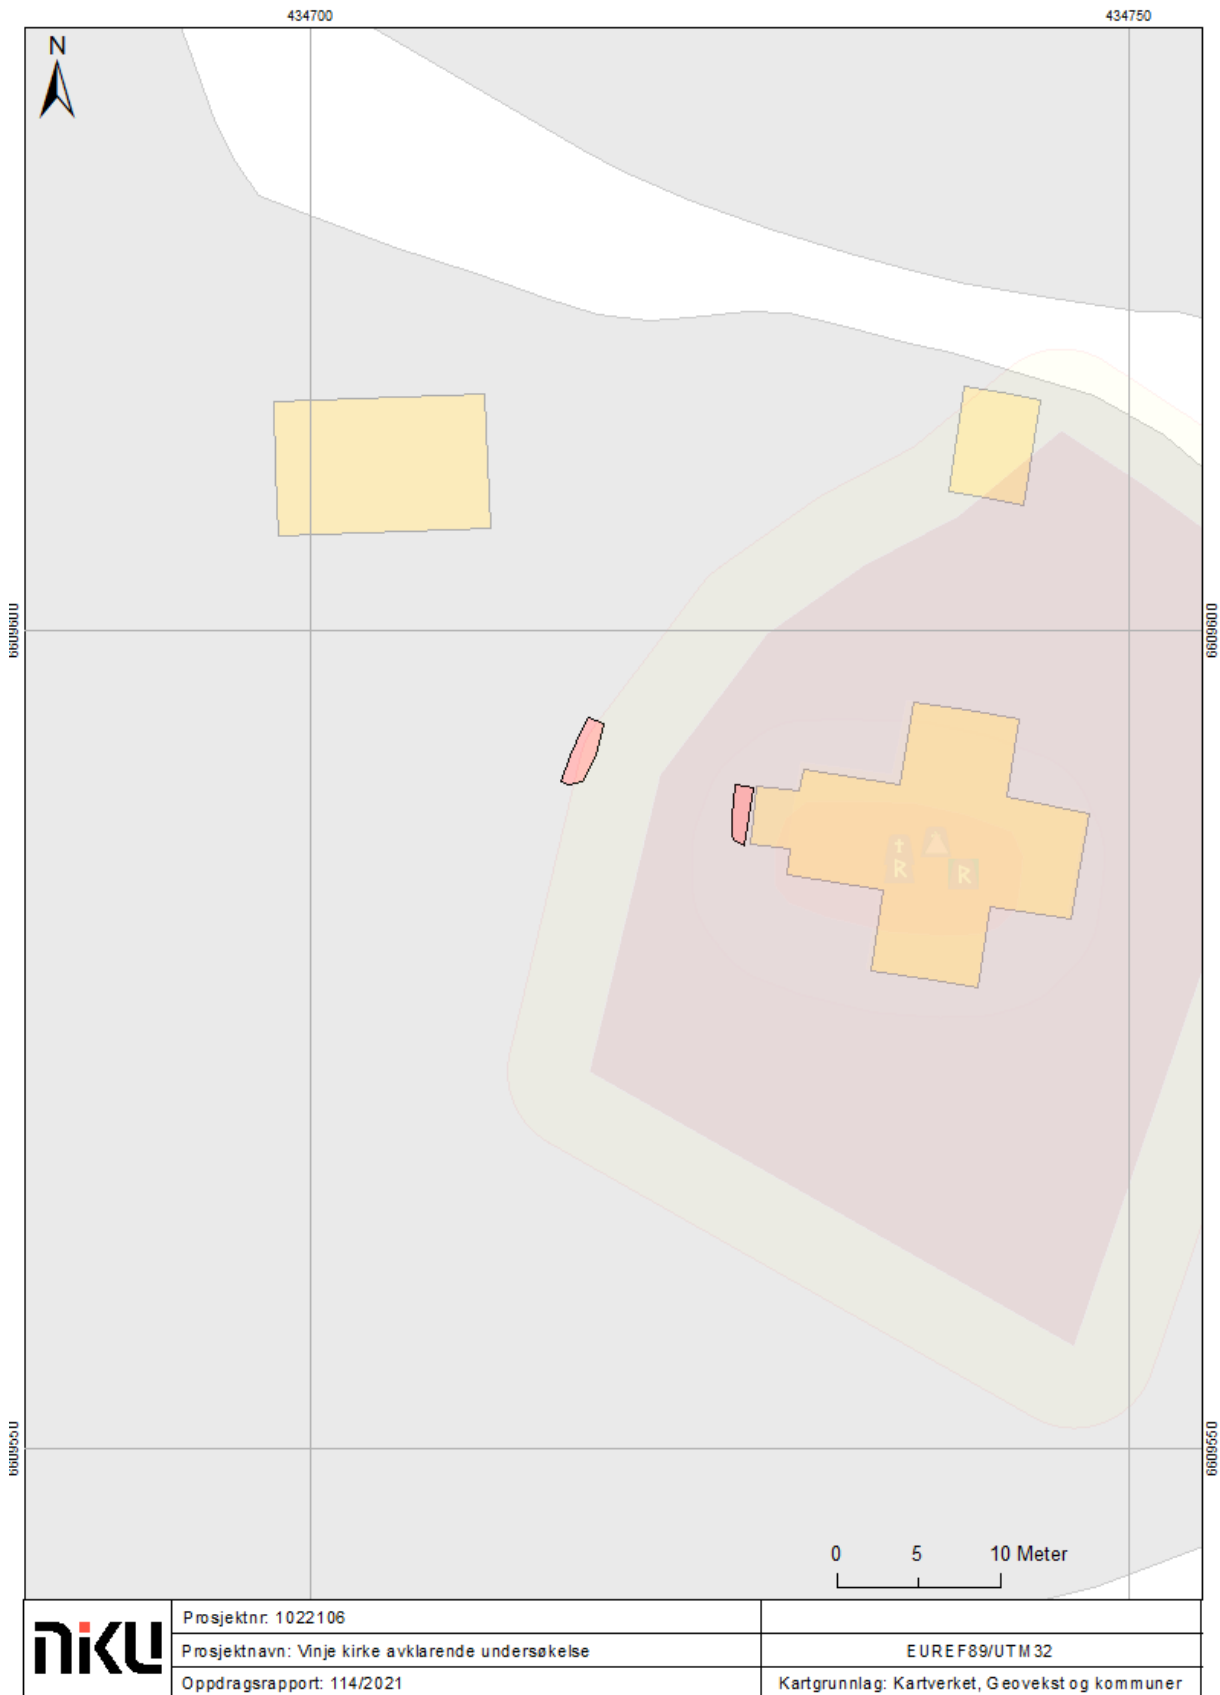 434700
434750
N
6609600
6609600
R
R
6609550
6609550
0 5 10 Meter
niku
Prosjektnr: 1022106
Prosjektnavn: Vinje kirke avklarende undersøkelse
EUREF89/UTM32
Oppdragsrapport: 114/2021
Kartgrunnlag: Kartverket, Geovekst og kommuner